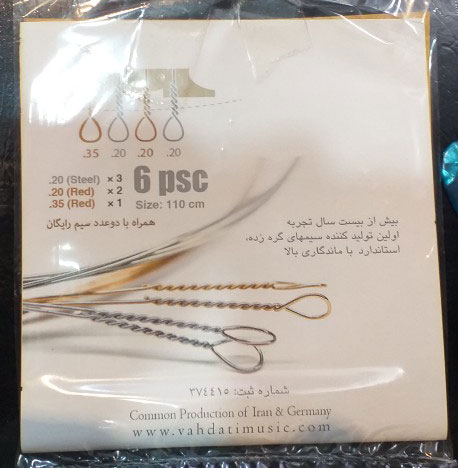 .35 .20 .20 .20
.20 (Steel) × 3
.20 (Red) × 2
.35 (Red) × 1
6 psc
Size: 110 cm
همراه با دوعدد سیم رایگان
بیش از بیست سال تجربه
اولین تولید کننده سیمهای گره زده،
استاندارد با ماندگاری بالا
شماره ثبت: ۳۷۴۴۱۵
Common Production of Iran & Germany
www.vahdatimusic.com